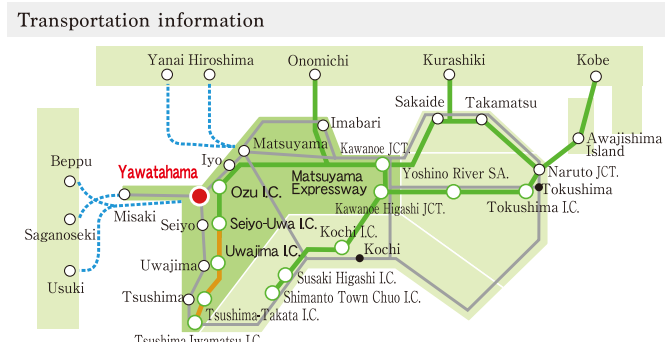 Transportation information
Yanai
Hiroshima
Onomichi
Kurashiki
Kobe
Sakaide
Takamatsu
Imabari
Awajishima
Island
Matsuyama
Kawanoe JCT.
Iyo
Beppu
Yawatahama
Matsuyama
Expressway
Yoshino River SA.
Naruto JCT.
Ozu I.C.
Tokushima
Misaki
Kawanoe Higashi JCT.
Tokushima I.C.
Saganoseki
Seiyo
Seiyo-Uwa I.C.
Kochi I.C.
Uwajima I.C.
Kochi
Uwajima
Usuki
Susaki Higashi I.C.
Tsushima
Shimanto Town Chuo I.C.
Tsushima-Takata I.C.
Tsushima Iwamatsu I.C.